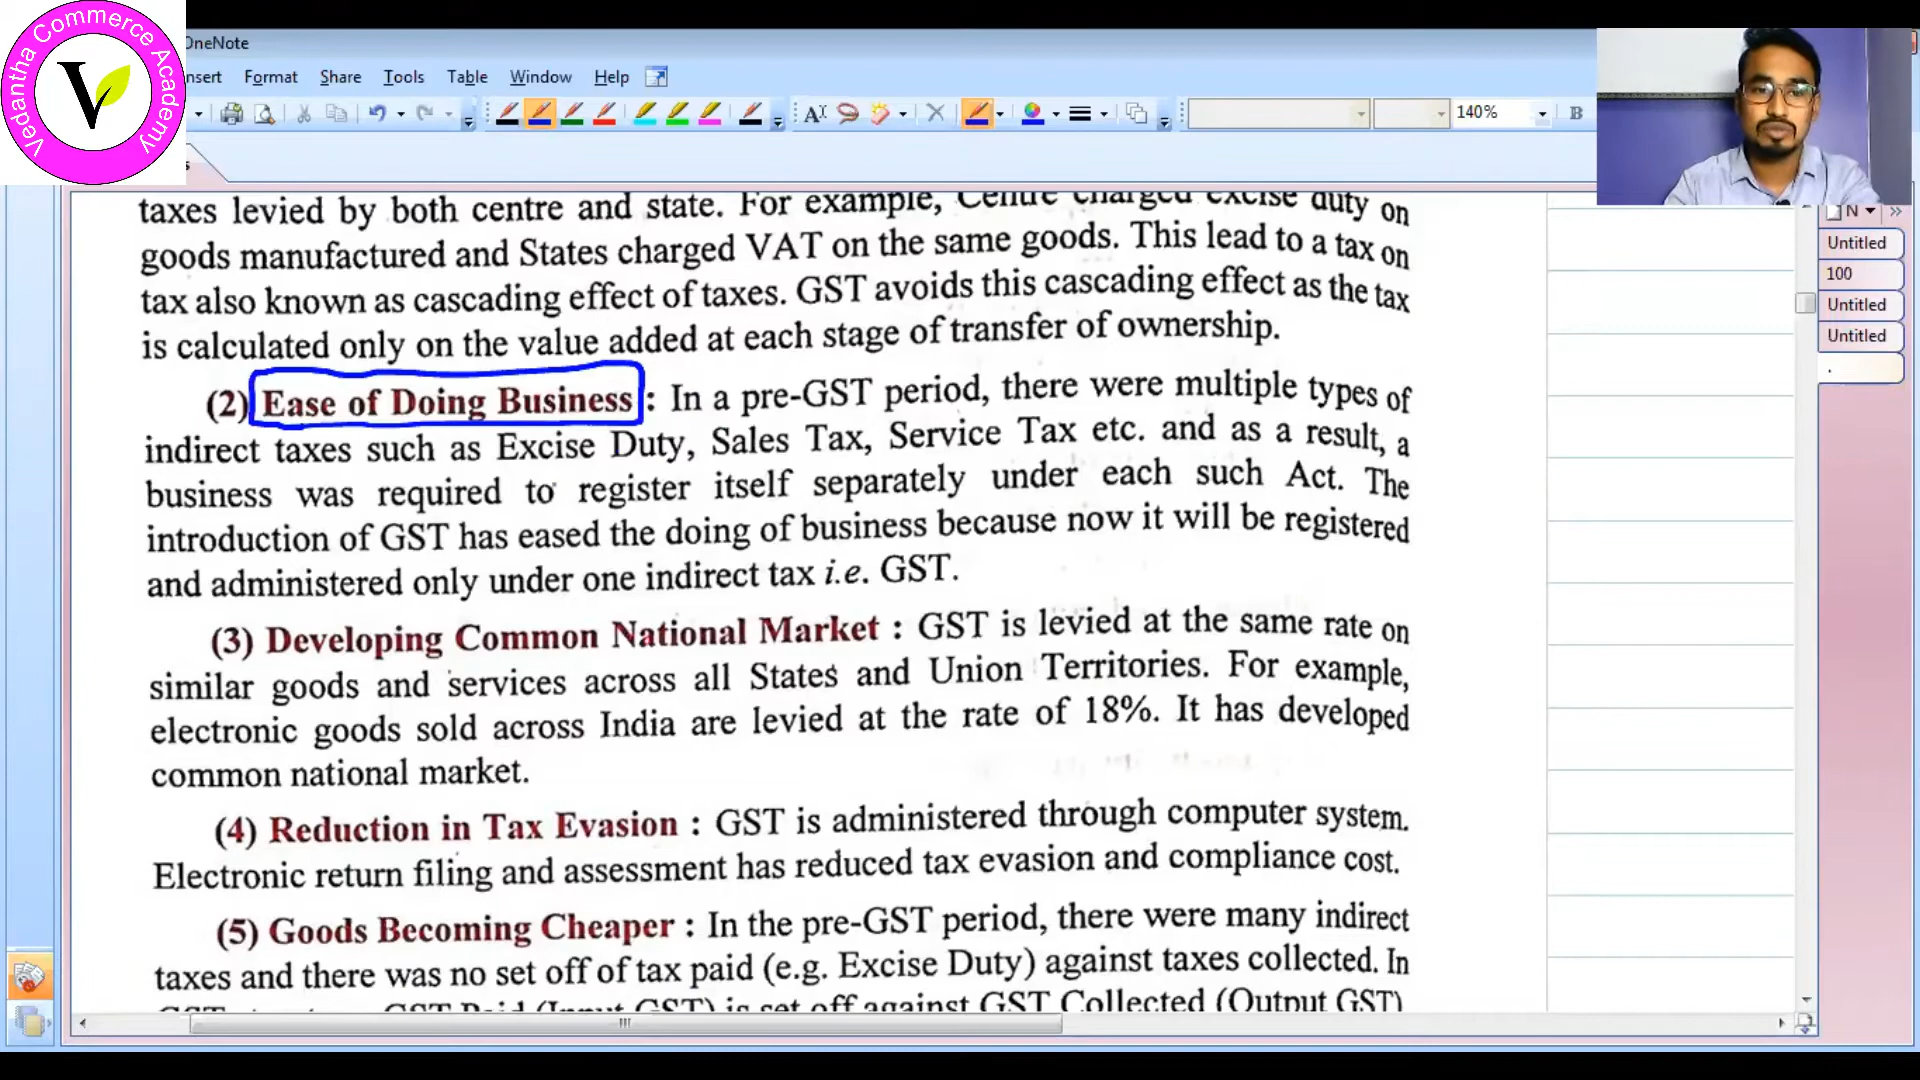 Vedantha Commerce Academy
V
OneNote
nsert Format Share Tools Table Window Help
140% B
N
Untitled
100
Untitled
Untitled
taxes levied by both centre and state. For example, Centre charged excise duty on
goods manufactured and States charged VAT on the same goods. This lead to a tax on
tax also known as cascading effect of taxes. GST avoids this cascading effect as the tax
is calculated only on the value added at each stage of transfer of ownership.
(2) Ease of Doing Business : In a pre-GST period, there were multiple types of
indirect taxes such as Excise Duty, Sales Tax, Service Tax etc. and as a result, a
business was required to register itself separately under each such Act. The
introduction of GST has eased the doing of business because now it will be registered
and administered only under one indirect tax i.e. GST.
(3) Developing Common National Market : GST is levied at the same rate on
similar goods and services across all States and Union Territories. For example,
electronic goods sold across India are levied at the rate of 18%. It has developed
common national market.
(4) Reduction in Tax Evasion : GST is administered through computer system.
Electronic return filing and assessment has reduced tax evasion and compliance cost.
(5) Goods Becoming Cheaper : In the pre-GST period, there were many indirect
taxes and there was no set off of tax paid (e.g. Excise Duty) against taxes collected. In
GST Paid (Input GST) is set off against GST Collected (Output GST)